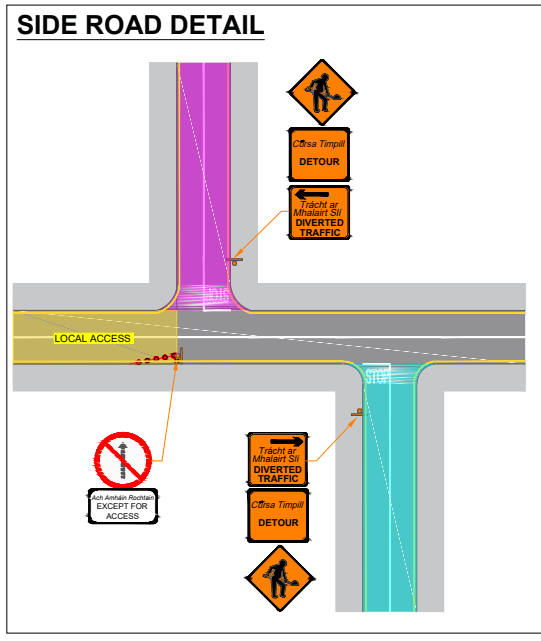 SIDE ROAD DETAIL
Cúrsa Timpill
DETOUR
Trácht ar
Mhalairt Slí
DIVERTED
TRAFFIC
STOP
LOCAL ACCESS
STOP
Ach Amháin Rochtain
EXCEPT FOR
ACCESS
Trácht ar
Mhalairt Slí
DIVERTED
TRAFFIC
Cúrsa Timpill
DETOUR